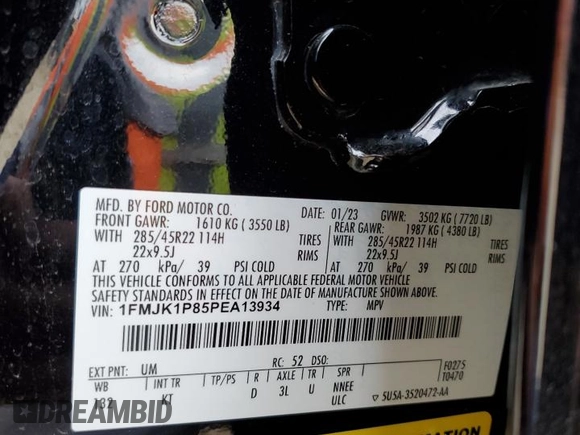 MFD. BY FORD MOTOR CO. DATE: 01/23 GVWR: 3502 KG ( 7720 LB)
FRONT GAWR: 1610 KG ( 3550 LB) REAR GAWR: 1987 KG ( 4380 LB)
WITH 285/45R22 114H TIRES WITH 285/45R22 114H TIRES
22x9.5J RIMS 22x9.5J RIMS
AT 270 kPa/ 39 PSI COLD AT 270 kPa/ 39 PSI COLD
THIS VEHICLE CONFORMS TO ALL APPLICABLE FEDERAL MOTOR VEHICLE
SAFETY STANDARDS IN EFFECT ON THE DATE OF MANUFACTURE SHOWN ABOVE.
VIN: 1FMJK1P85PEA13934 TYPE: MPV
EXT PNT: UM RC: 52 DSO: F0275
T0470
WB INT TR TP/PS R AXLE TR SPR
132 KT D 3L U NNEE
ULC 5U5A-3520472-AA
DREAMBID